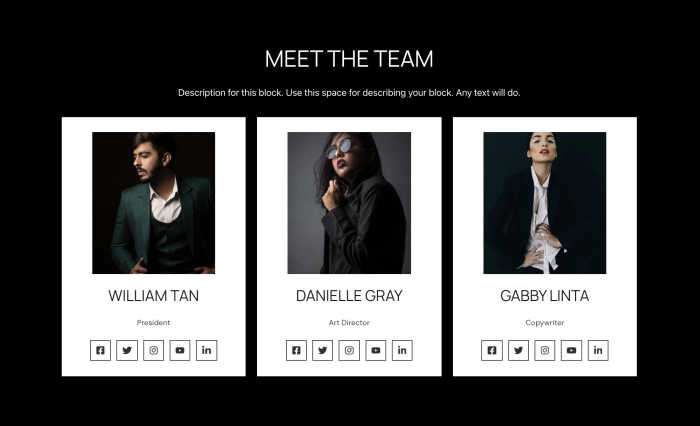 MEET THE TEAM
Description for this block. Use this space for describing your block. Any text will do.
WILLIAM TAN
President
DANIELLE GRAY
Art Director
GABBY LINTA
Copywriter